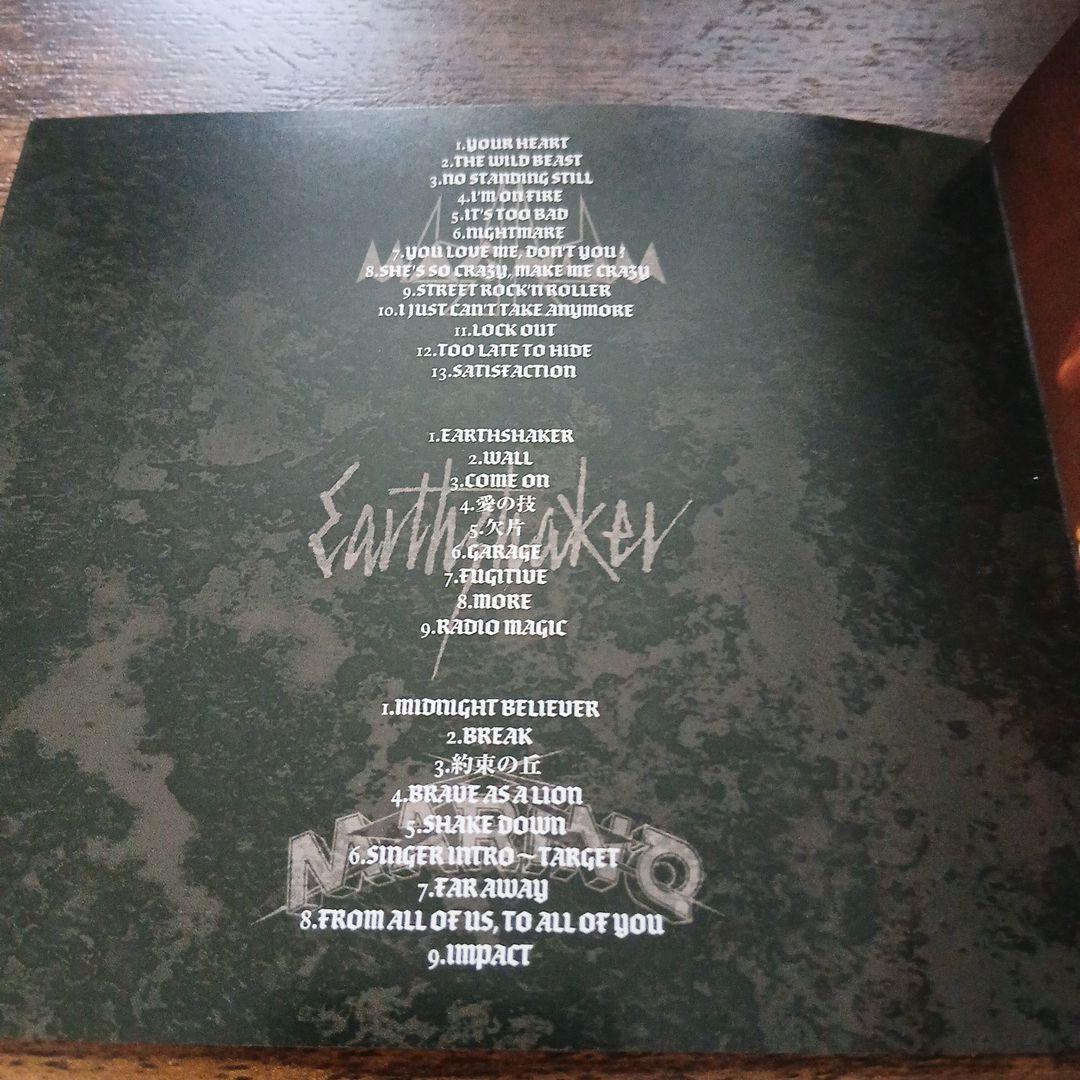 1.YOUR HEART
2.THE WILD BEAST
3.NO STANDING STILL
4.I'M ON FIRE
5.IT'S TOO BAD
6.NIGHTMARE
7.YOU LOVE ME, DON'T YOU?
8.SHE'S SO CRAZY, MAKE ME CRAZY
9.STREET ROCK'N ROLLER
10.I JUST CAN'T TAKE ANYMORE
11.LOCK OUT
12.TOO LATE TO HIDE
13.SATISFACTION
1.EARTHSHAKER
2.WALL
3.COME ON
4.愛の技
5.欠片
6.GARAGE
7.FUGITIVE
8.MORE
9.RADIO MAGIC
Earthshaker
1.MIDNIGHT BELIEVER
2.BREAK
3.約束の丘
4.BRAVE AS A LION
5.SHAKE DOWN
6.SINGER INTRO~TARGET
7.FAR AWAY
8.FROM ALL OF US, TO ALL OF YOU
9.IMPACT
MARINO